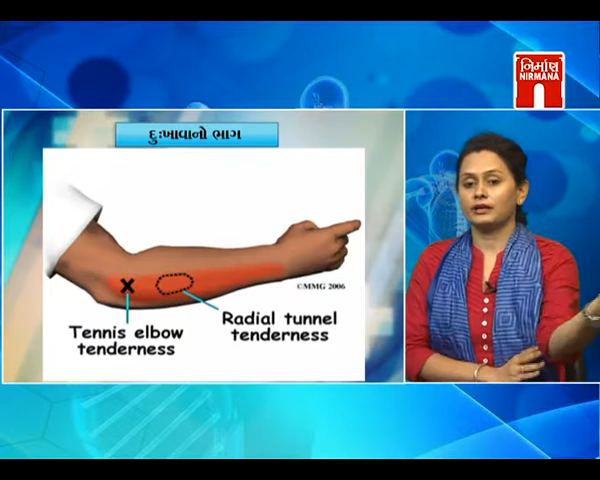 નિર્માણ
NIRMANA
દુઃખાવાનો ભાગ
©MMG 2006
Tennis elbow
tenderness
Radial tunnel
tenderness